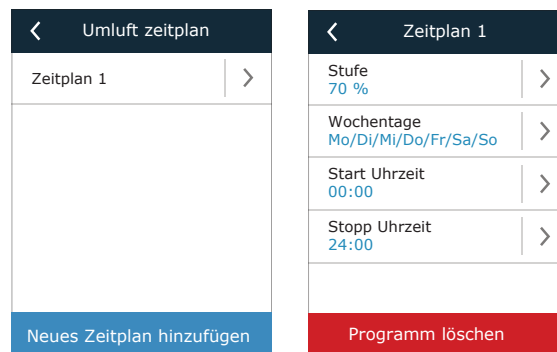 Umluft zeitplan
Zeitplan 1
Neues Zeitplan hinzufügen
Zeitplan 1
Stufe
70 %
Wochentage
Mo/Di/Mi/Do/Fr/Sa/So
Start Uhrzeit
00:00
Stopp Uhrzeit
24:00
Programm löschen